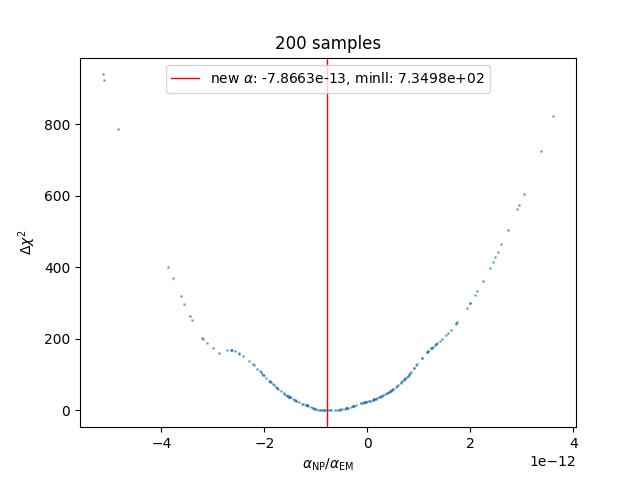 200 samples
new α: -7.8663e-13, minll: 7.3498e+02
800
600
400
200
0
Δχ²
−4
−2
0
2
4
1e−12
α_NP/α_EM